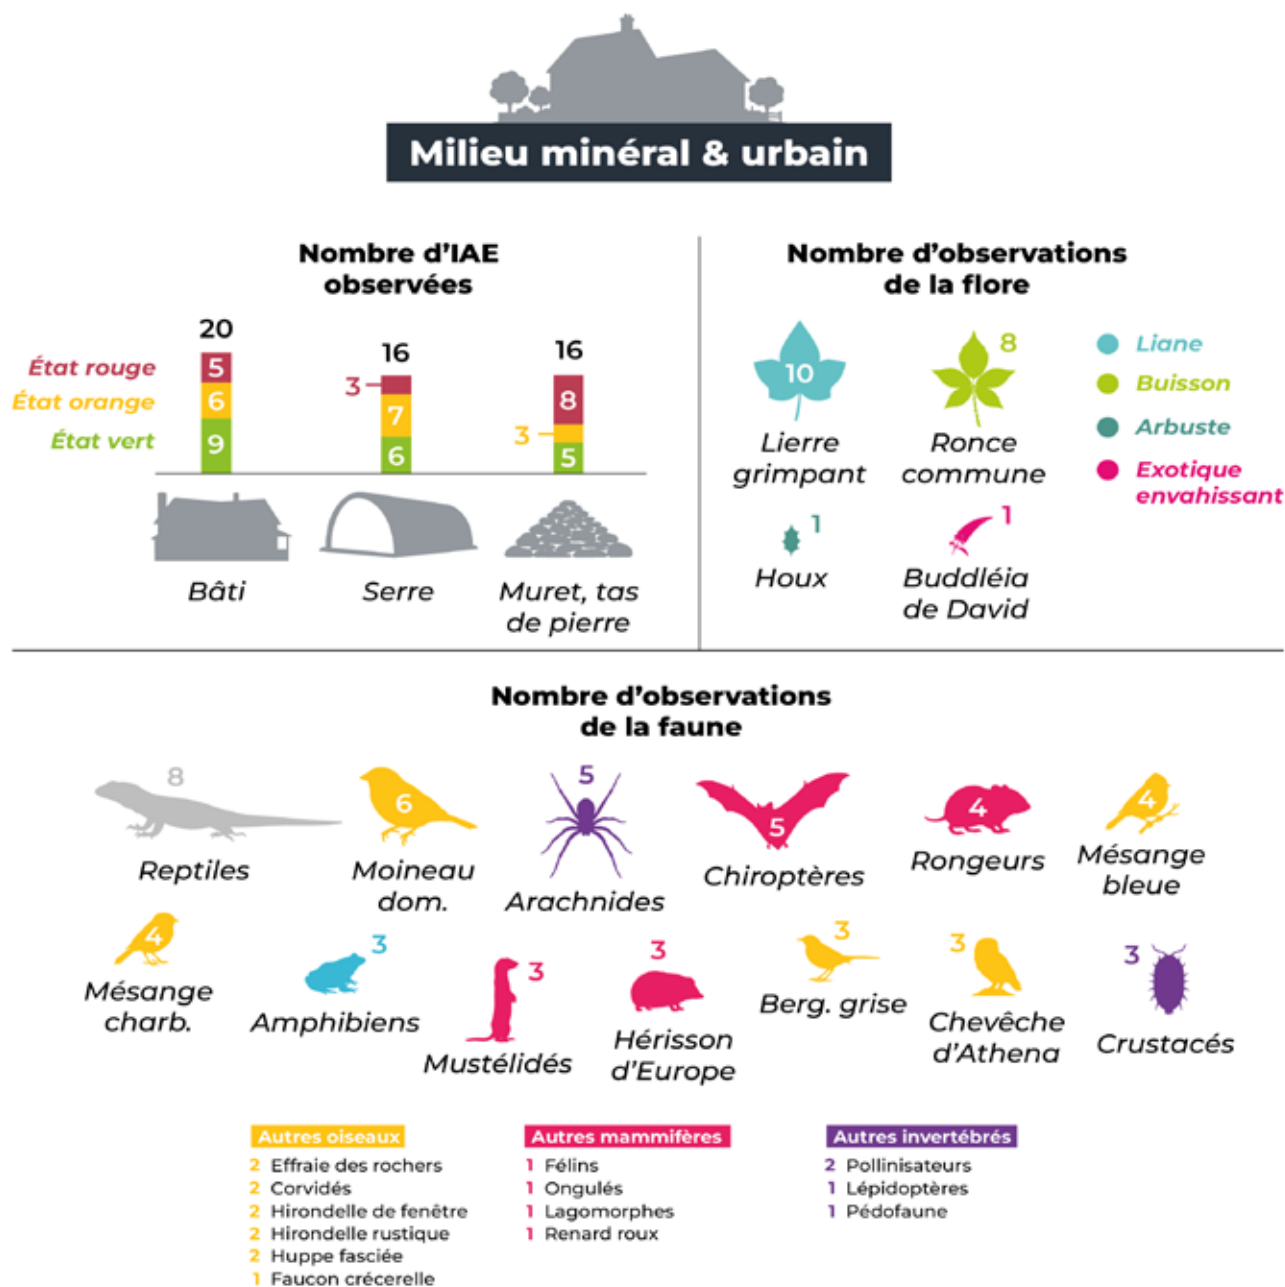 Milieu minéral & urbain
Nombre d'IAE
observées
20
16
16
État rouge
État orange
État vert
5
6
9
3
7
6
8
3
5
Bâti
Serre
Muret, tas
de pierre
Nombre d'observations
de la flore
10
Lierre
grimpant
8
Ronce
commune
1
Houx
1
Buddléia
de David
Liane
Buisson
Arbuste
Exotique
envahissant
Nombre d'observations
de la faune
8
Reptiles
6
Moineau
dom.
5
Arachnides
5
Chiroptères
4
Rongeurs
4
Mésange
bleue
4
Mésange
charb.
3
Amphibiens
3
Mustélidés
3
Hérisson
d'Europe
3
Berg. grise
3
Chevêche
d'Athena
3
Crustacés
Autres oiseaux
2 Effraie des rochers
2 Corvidés
2 Hirondelle de fenêtre
2 Hirondelle rustique
2 Huppe fasciée
1 Faucon crécerelle
Autres mammifères
1 Félins
1 Ongulés
1 Lagomorphes
1 Renard roux
Autres invertébrés
2 Pollinisateurs
1 Lépidoptères
1 Pédofaune